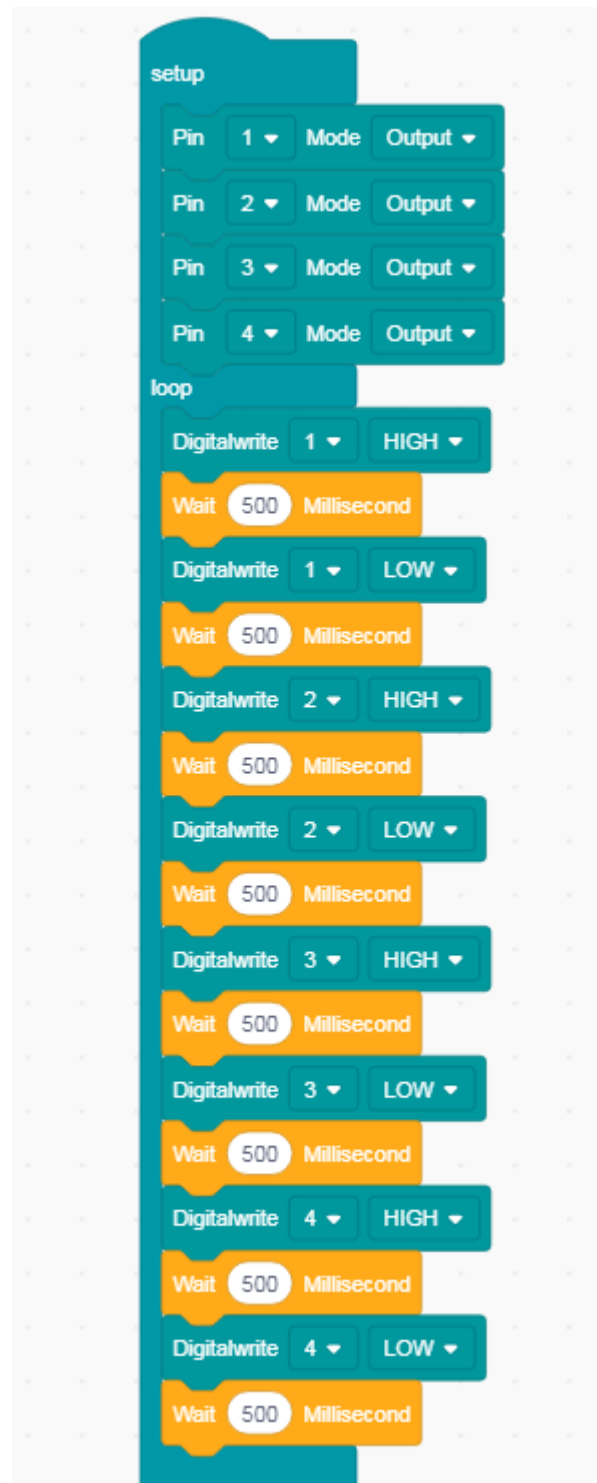 setup
Pin 1 Mode Output
Pin 2 Mode Output
Pin 3 Mode Output
Pin 4 Mode Output
loop
Digitalwrite 1 HIGH
Wait 500 Millisecond
Digitalwrite 1 LOW
Wait 500 Millisecond
Digitalwrite 2 HIGH
Wait 500 Millisecond
Digitalwrite 2 LOW
Wait 500 Millisecond
Digitalwrite 3 HIGH
Wait 500 Millisecond
Digitalwrite 3 LOW
Wait 500 Millisecond
Digitalwrite 4 HIGH
Wait 500 Millisecond
Digitalwrite 4 LOW
Wait 500 Millisecond